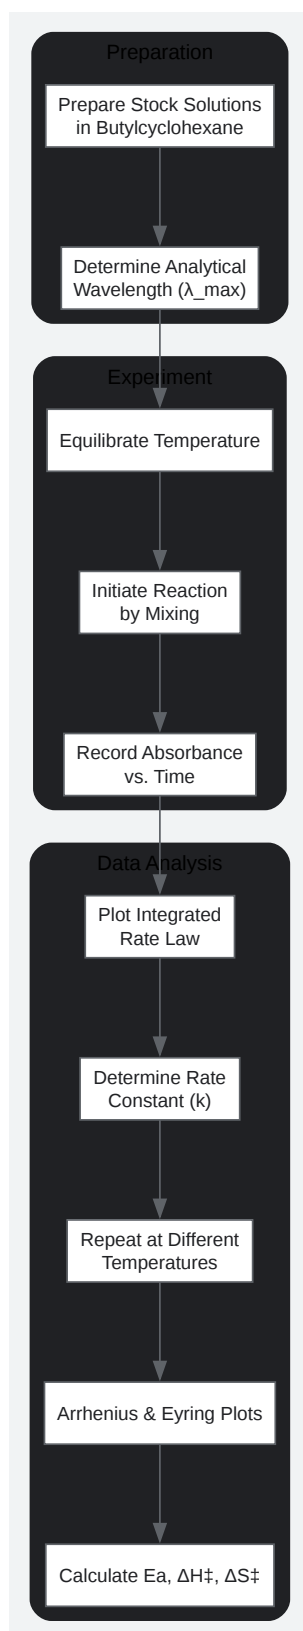 Preparation
Prepare Stock Solutions
in Butylcyclohexane
Determine Analytical
Wavelength (λ_max)
Experiment
Equilibrate Temperature
Initiate Reaction
by Mixing
Record Absorbance
vs. Time
Data Analysis
Plot Integrated
Rate Law
Determine Rate
Constant (k)
Repeat at Different
Temperatures
Arrhenius & Eyring Plots
Calculate Ea, ΔH‡, ΔS‡